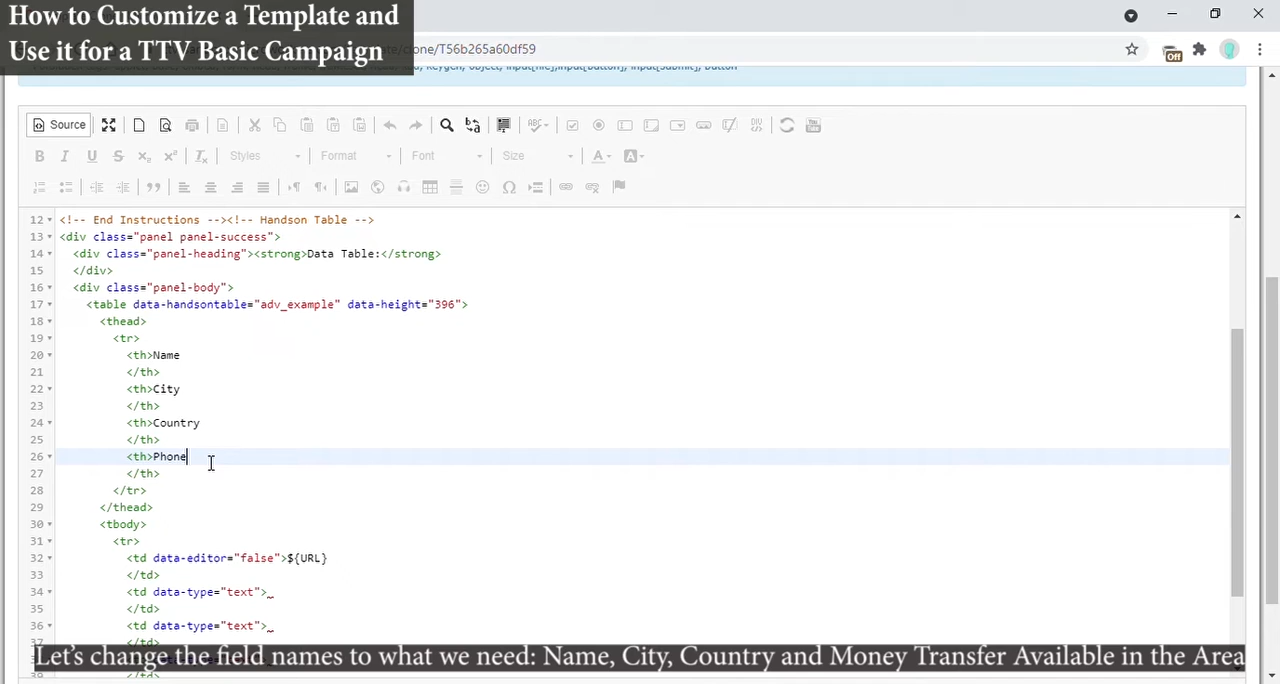 How to Customize a Template and
Use it for a TTV Basic Campaign
/clone/T56b265a60df59
Off
Source
Styles
Format
Font
Size
12 <!-- End Instructions --><!-- Handson Table -->
13 <div class="panel panel-success">
14 <div class="panel-heading"><strong>Data Table:</strong>
15 </div>
16 <div class="panel-body">
17 <table data-handsontable="adv_example" data-height="396">
18 <thead>
19 <tr>
20 <th>Name
21 </th>
22 <th>City
23 </th>
24 <th>Country
25 </th>
26 <th>Phone
27 </th>
28 </tr>
29 </thead>
30 <tbody>
31 <tr>
32 <td data-editor="false">${URL}
33 </td>
34 <td data-type="text">
35 </td>
36 <td data-type="text">
37 </td>
Let's change the field names to what we need: Name, City, Country and Money Transfer Available in the Area
39 </td>